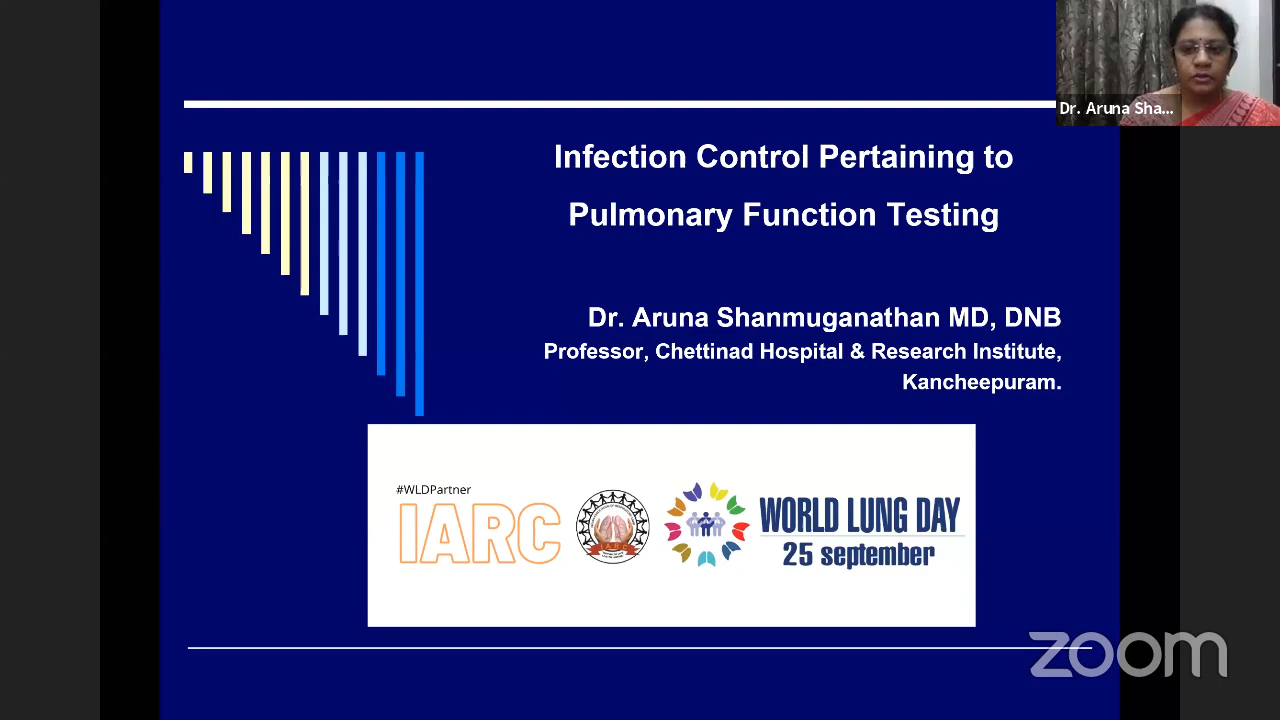 Dr. Aruna Sha...
Infection Control Pertaining to
Pulmonary Function Testing
Dr. Aruna Shanmuganathan MD, DNB
Professor, Chettinad Hospital & Research Institute,
Kancheepuram.
#WLDPartner
IARC
WORLD LUNG DAY
25 september
zoom